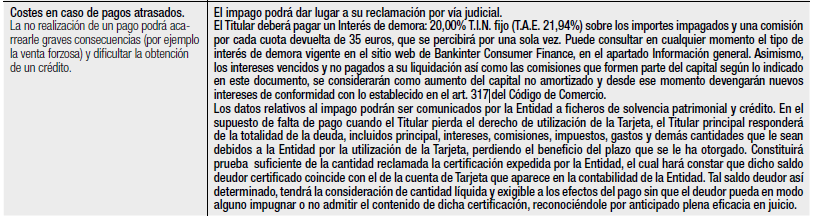 Costes en caso de pagos atrasados.
La no realización de un pago podrá aca-
rrearle graves consecuencias (por ejemplo
la venta forzosa) y dificultar la obtención
de un crédito.
El impago podrá dar lugar a su reclamación por vía judicial.
El Titular deberá pagar un Interés de demora: 20,00% T.I.N. fijo (T.A.E. 21,94%) sobre los importes impagados y una comisión
por cada cuota devuelta de 35 euros, que se percibirá por una sola vez. Puede consultar en cualquier momento el tipo de
interés de demora vigente en el sitio web de Bankinter Consumer Finance, en el apartado Información general. Asimismo,
los intereses vencidos y no pagados a su liquidación así como las comisiones que formen parte del capital según lo indicado
en este documento, se considerarán como aumento del capital no amortizado y desde ese momento devengarán nuevos
intereses de conformidad con lo establecido en el art. 317|del Código de Comercio.
Los datos relativos al impago podrán ser comunicados por la Entidad a ficheros de solvencia patrimonial y crédito. En el
supuesto de falta de pago cuando el Titular pierda el derecho de utilización de la Tarjeta, el Titular principal responderá
de la totalidad de la deuda, incluidos principal, intereses, comisiones, impuestos, gastos y demás cantidades que le sean
debidos a la Entidad por la utilización de la Tarjeta, perdiendo el beneficio del plazo que se le ha otorgado. Constituirá
prueba suficiente de la cantidad reclamada la certificación expedida por la Entidad, el cual hará constar que dicho saldo
deudor certificado coincide con el de la cuenta de Tarjeta que aparece en la contabilidad de la Entidad. Tal saldo deudor así
determinado, tendrá la consideración de cantidad líquida y exigible a los efectos del pago sin que el deudor pueda en modo
alguno impugnar o no admitir el contenido de dicha certificación, reconociéndole por anticipado plena eficacia en juicio.